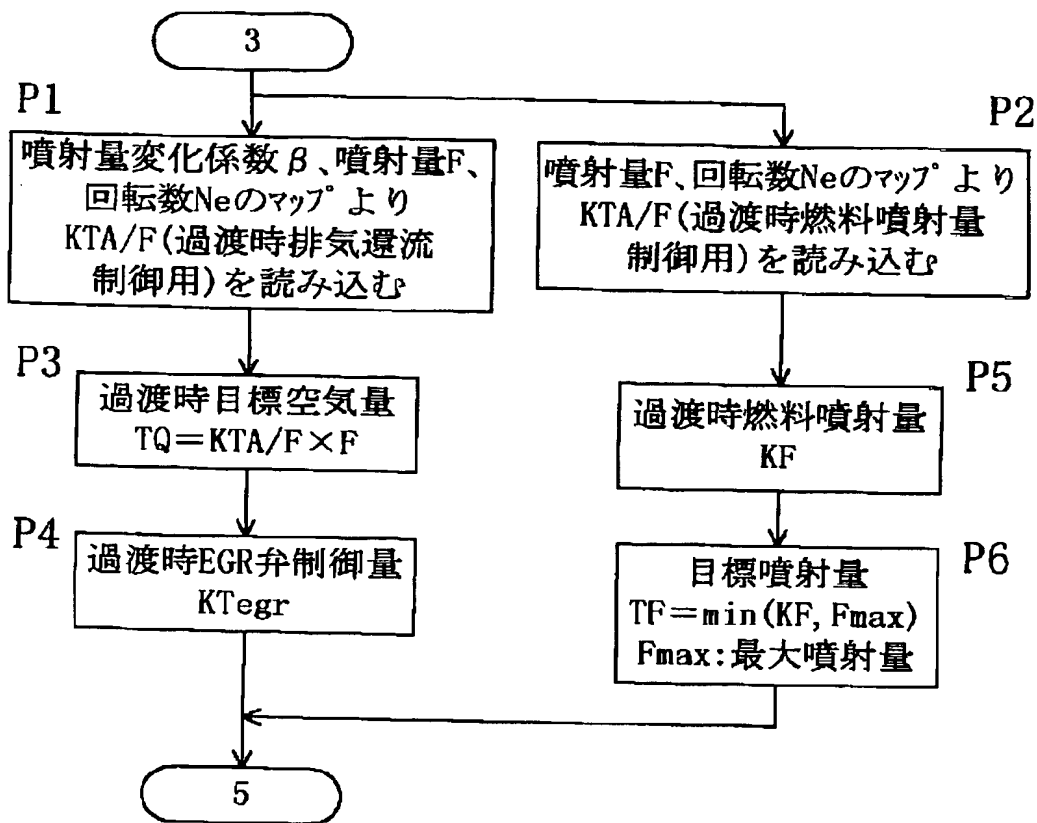 3
P1
噴射量変化係数β、噴射量F、
回転数Neのマップより
KTA/F(過渡時排気還流
制御用)を読み込む
P2
噴射量F、回転数Neのマップより
KTA/F(過渡時燃料噴射量
制御用)を読み込む
P3
過渡時目標空気量
TQ=KTA/F×F
P4
過渡時EGR弁制御量
KTegr
P5
過渡時燃料噴射量
KF
P6
目標噴射量
TF=min(KF,Fmax)
Fmax:最大噴射量
5